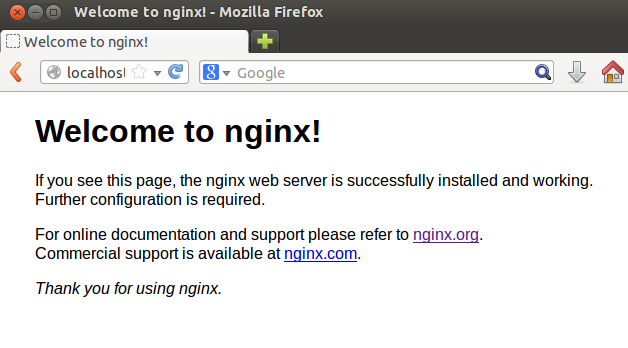 Welcome to nginx! - Mozilla Firefox
Welcome to nginx!
localhost Google
Welcome to nginx!
If you see this page, the nginx web server is successfully installed and working.
Further configuration is required.
For online documentation and support please refer to nginx.org.
Commercial support is available at nginx.com.
Thank you for using nginx.